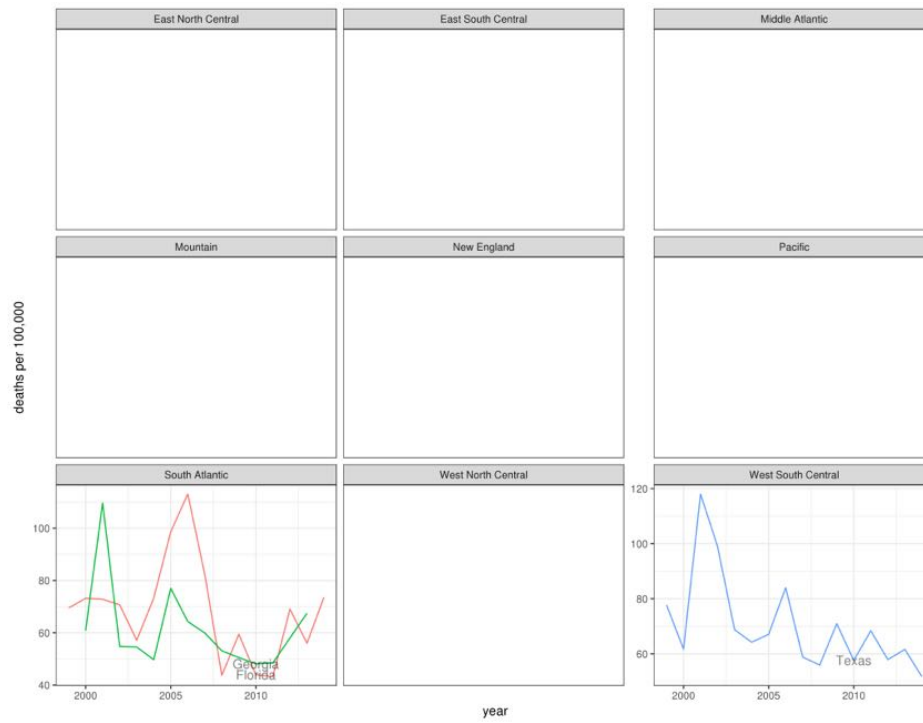 East North Central
East South Central
Middle Atlantic
Mountain
New England
Pacific
deaths per 100,000
South Atlantic
West North Central
West South Central
100
80
60
40
Georgia
Florida
2000
2005
2010
120
100
80
60
Texas
2000
2005
2010
year